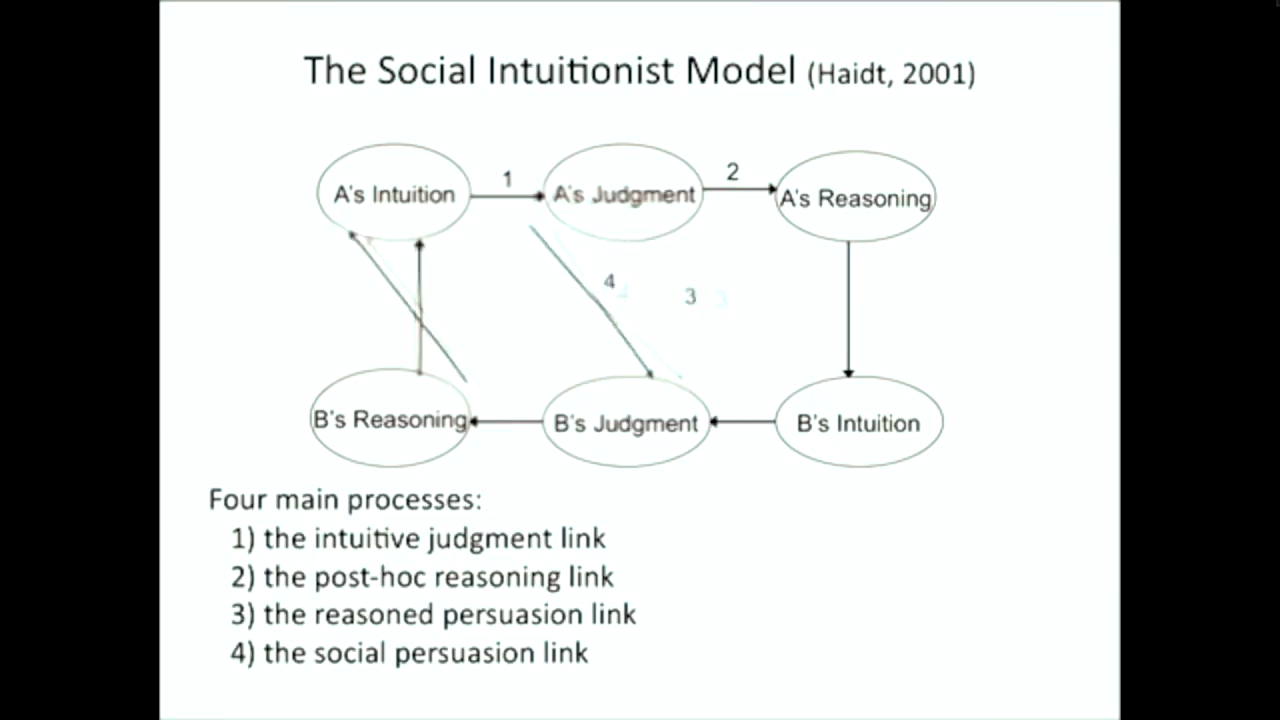 The Social Intuitionist Model (Haidt, 2001)
A's Intuition
1
A's Judgment
2
A's Reasoning
4
3
B's Reasoning
B's Judgment
B's Intuition
Four main processes:
1) the intuitive judgment link
2) the post-hoc reasoning link
3) the reasoned persuasion link
4) the social persuasion link